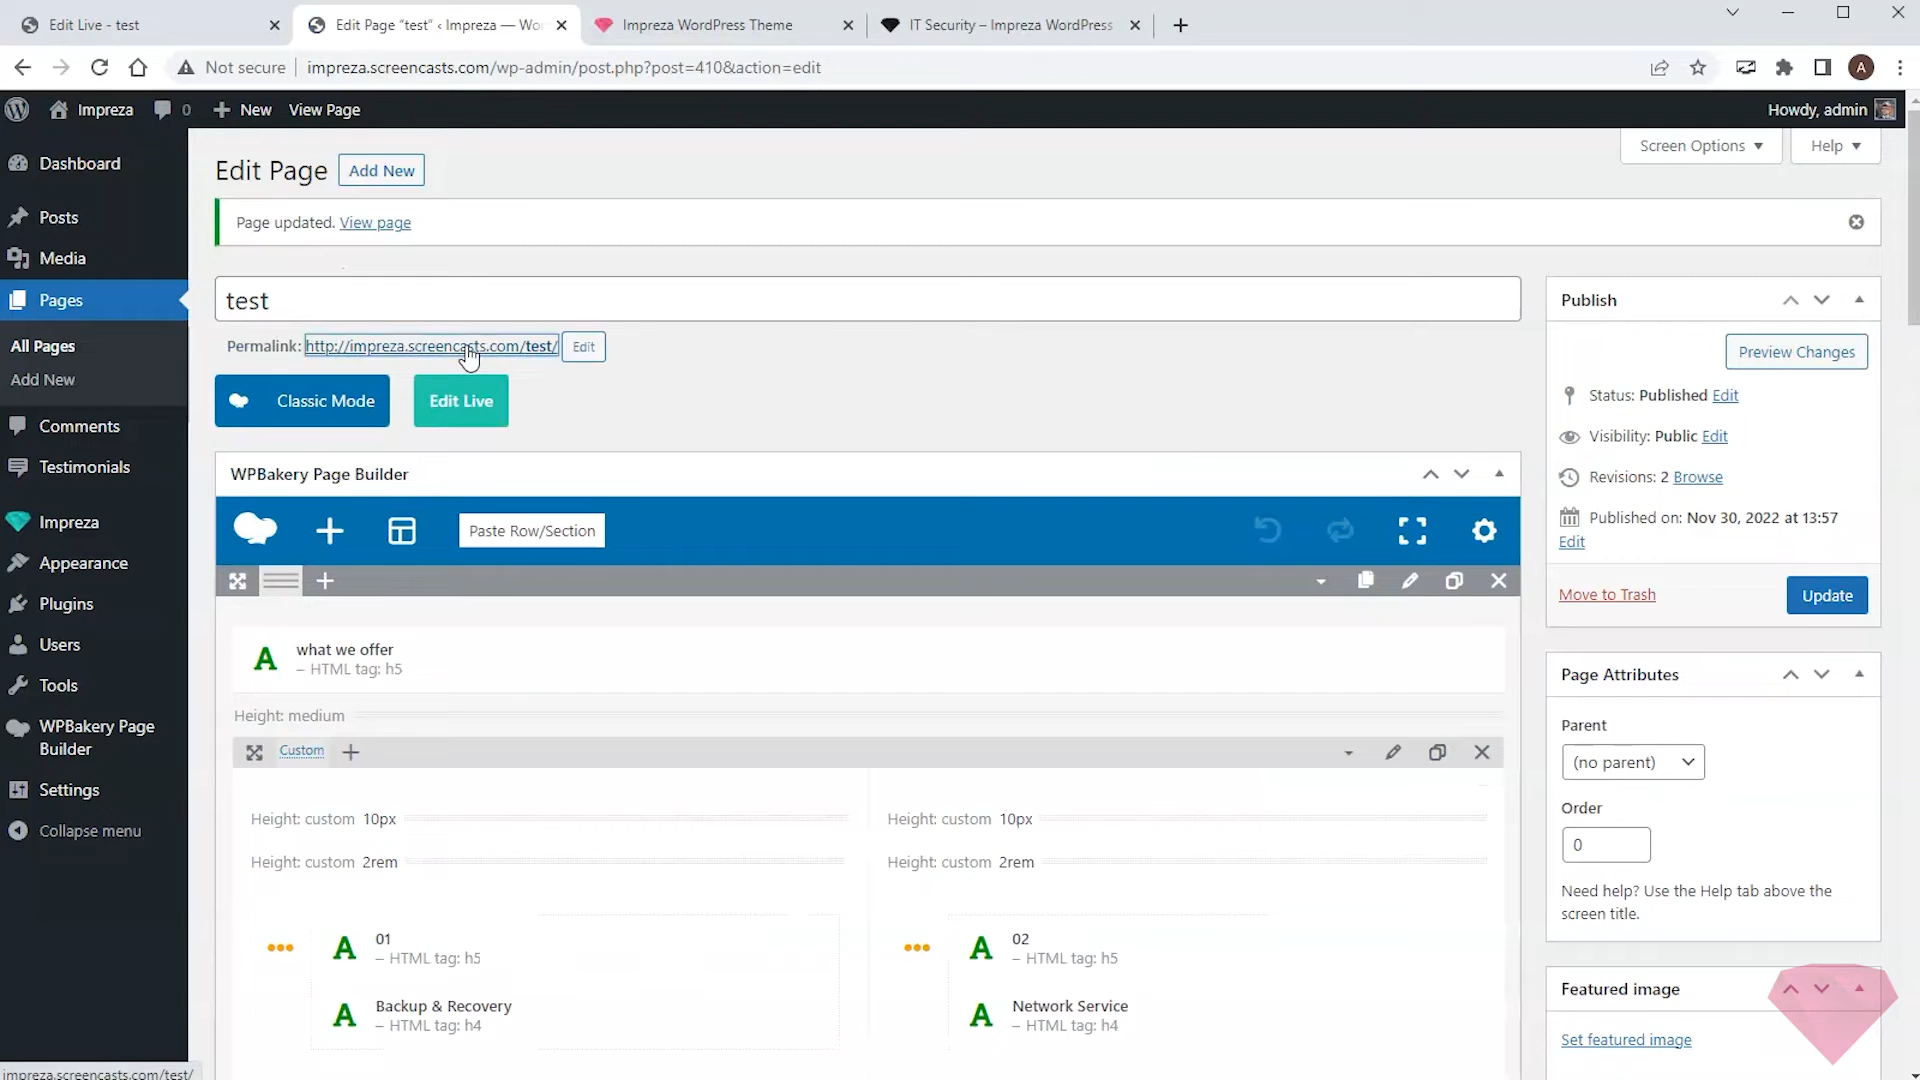 Edit Live - test
Edit Page “test” ‹ Impreza — Wo
Impreza WordPress Theme
IT Security – Impreza WordPress
Not secure
impreza.screencasts.com/wp-admin/post.php?post=410&action=edit
A
Impreza
0
New
View Page
Howdy, admin
Dashboard
Posts
Media
Pages
All Pages
Add New
Comments
Testimonials
Impreza
Appearance
Plugins
Users
Tools
WPBakery Page
Builder
Settings
Collapse menu
Screen Options
Help
Edit Page
Add New
Page updated. View page
test
Permalink: http://impreza.screencasts.com/test/ Edit
Classic Mode
Edit Live
WPBakery Page Builder
Paste Row/Section
A
what we offer
– HTML tag: h5
Height: medium
Custom
Height: custom 10px
Height: custom 2rem
A
01
– HTML tag: h5
A
Backup & Recovery
– HTML tag: h4
Height: custom 10px
Height: custom 2rem
A
02
– HTML tag: h5
A
Network Service
– HTML tag: h4
Publish
Preview Changes
Status: Published Edit
Visibility: Public Edit
Revisions: 2 Browse
Published on: Nov 30, 2022 at 13:57
Edit
Move to Trash
Update
Page Attributes
Parent
(no parent)
Order
0
Need help? Use the Help tab above the
screen title.
Featured image
Set featured image
impreza.screencasts.com/test/